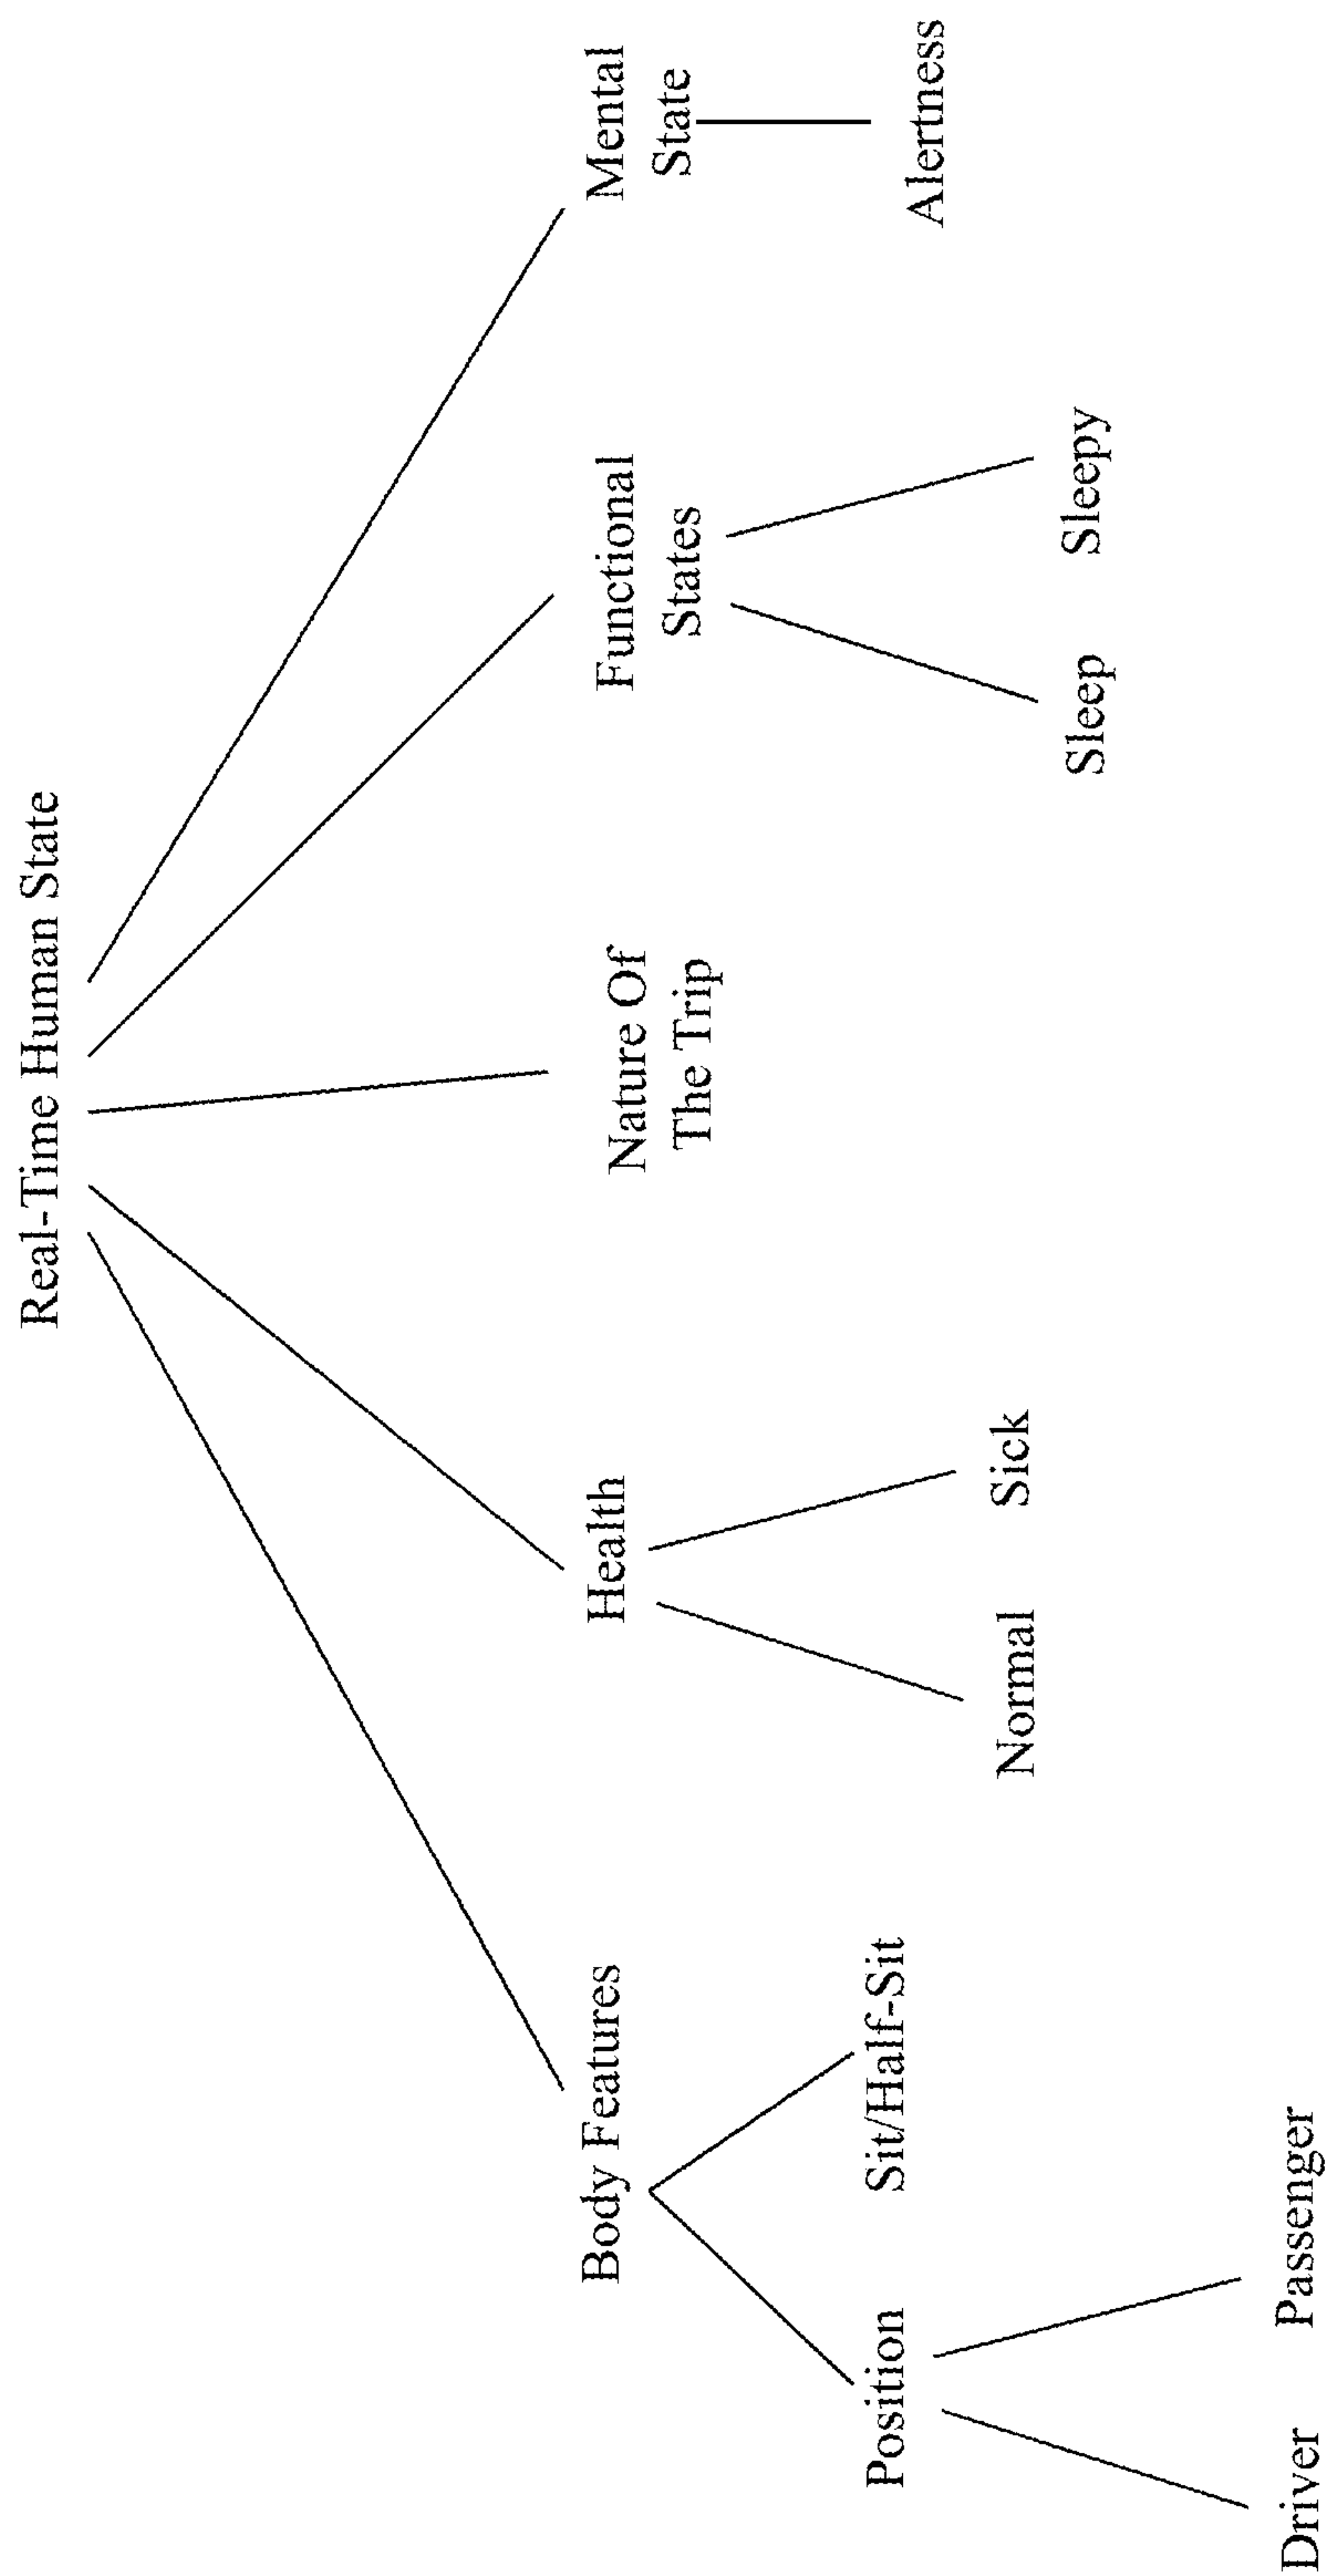 Real-Time Human State
Body Features
Health
Nature Of
The Trip
Functional
States
Mental
State
Position
Sit/Half-Sit
Normal
Sick
Sleep
Sleepy
Alertness
Driver
Passenger